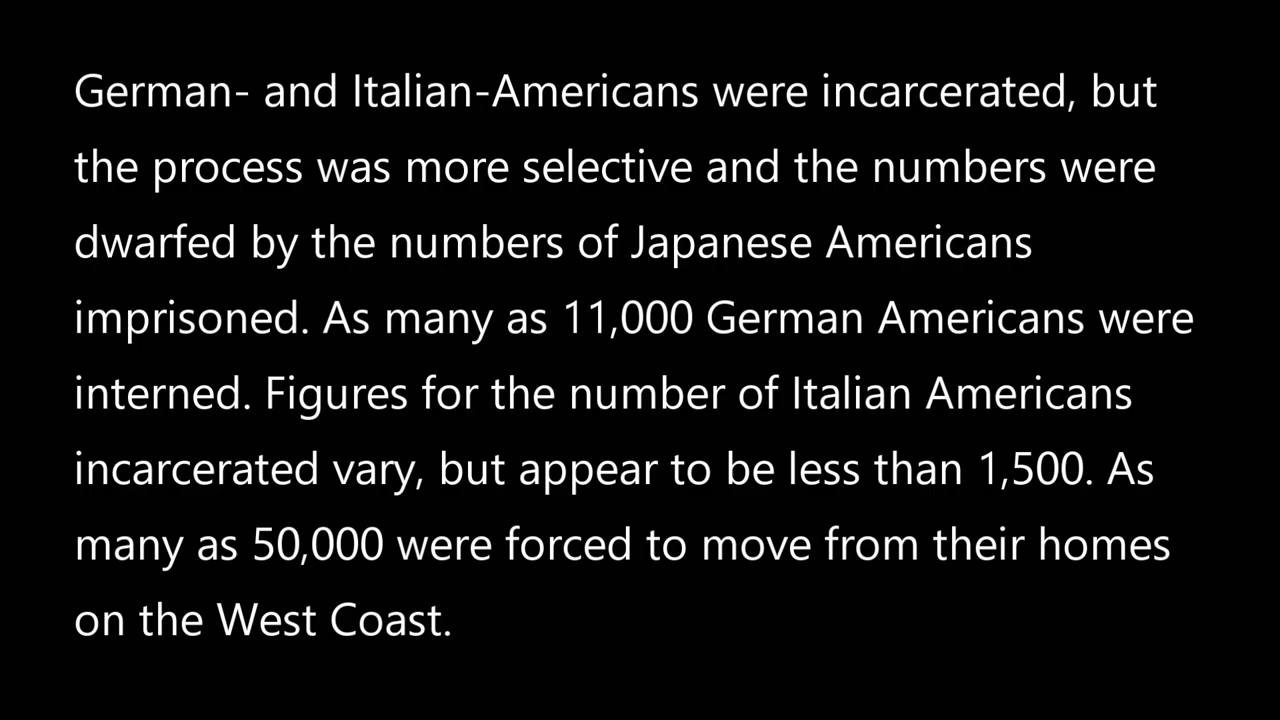 German- and Italian-Americans were incarcerated, but
the process was more selective and the numbers were
dwarfed by the numbers of Japanese Americans
imprisoned. As many as 11,000 German Americans were
interned. Figures for the number of Italian Americans
incarcerated vary, but appear to be less than 1,500. As
many as 50,000 were forced to move from their homes
on the West Coast.